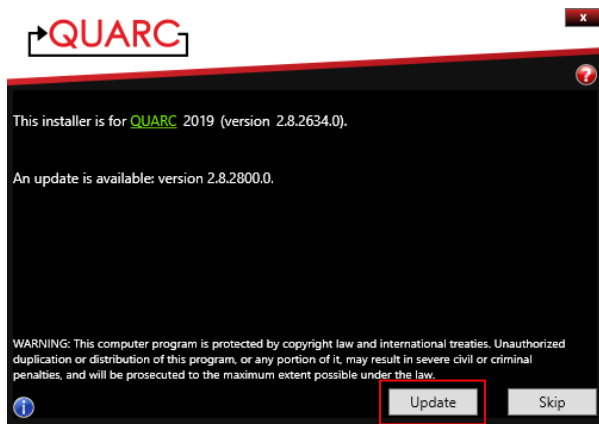 QUARC
x
?
This installer is for QUARC 2019 (version 2.8.2634.0).
An update is available: version 2.8.2800.0.
WARNING: This computer program is protected by copyright law and international treaties. Unauthorized
duplication or distribution of this program, or any portion of it, may result in severe civil or criminal
penalties, and will be prosecuted to the maximum extent possible under the law.
i
Update
Skip